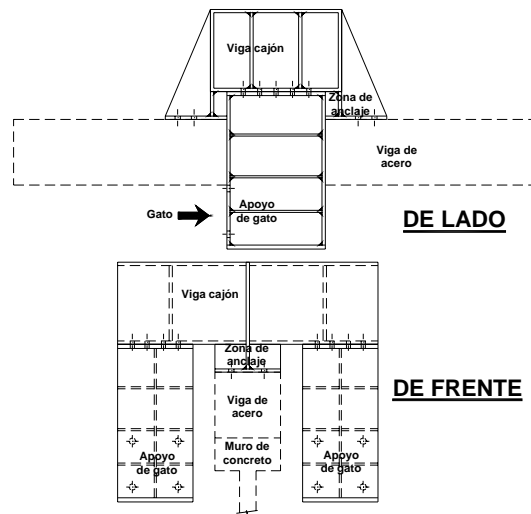 Viga cajón
Zona de
anclaje
Viga de
acero
Apoyo
de gato
Gato
DE LADO
Viga cajón
Zona de
anclaje
DE FRENTE
Viga de
acero
Muro de
concreto
Apoyo
de gato
Apoyo
de gato